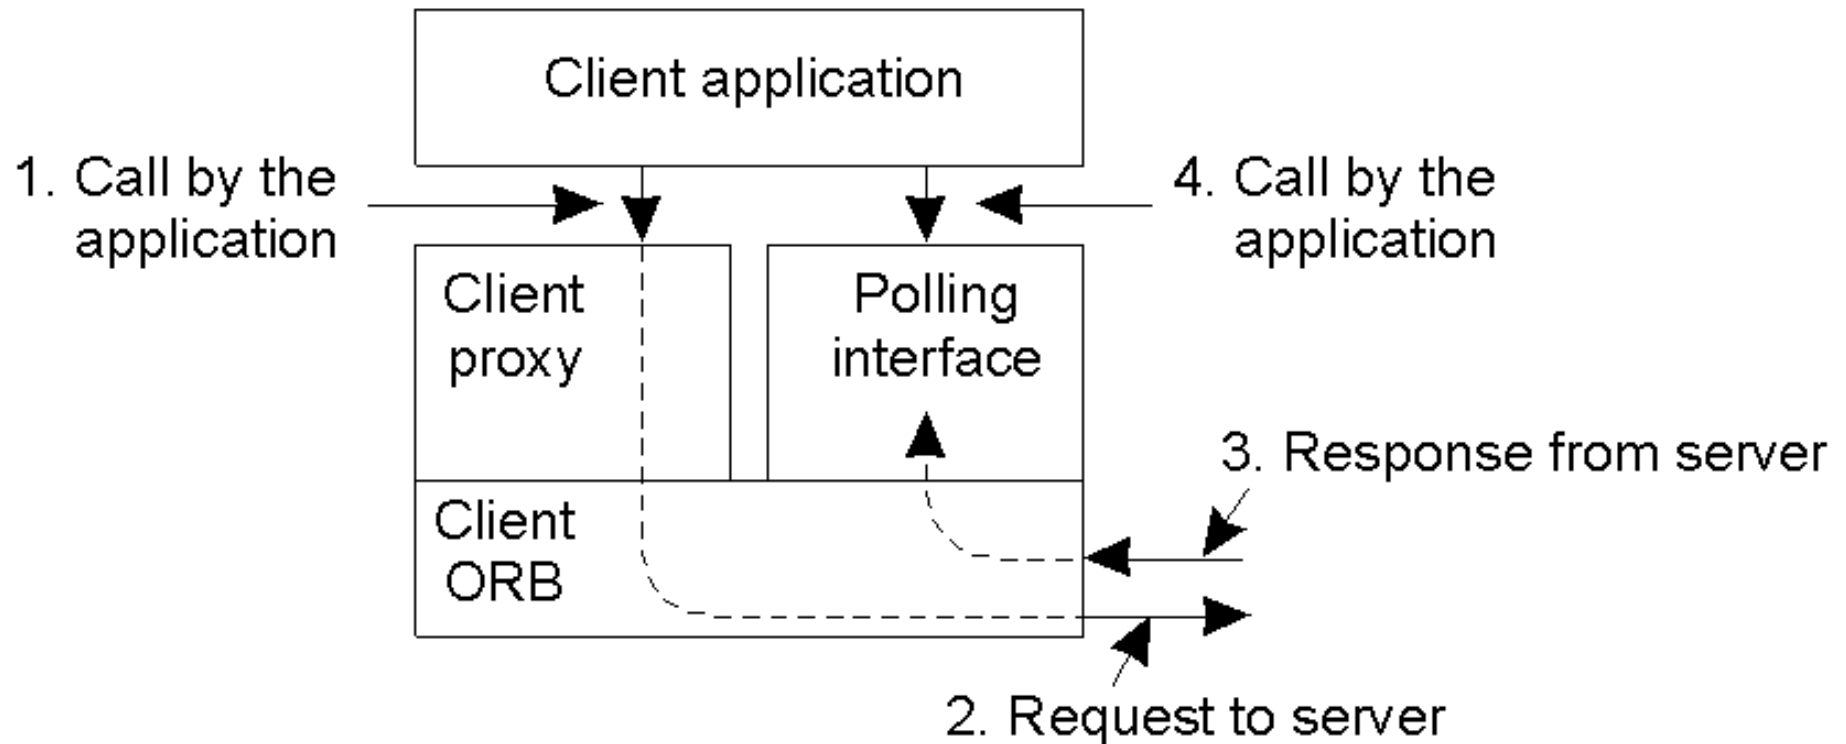 Client application
1. Call by the
application
4. Call by the
application
Client
proxy
Polling
interface
3. Response from server
Client
ORB
2. Request to server